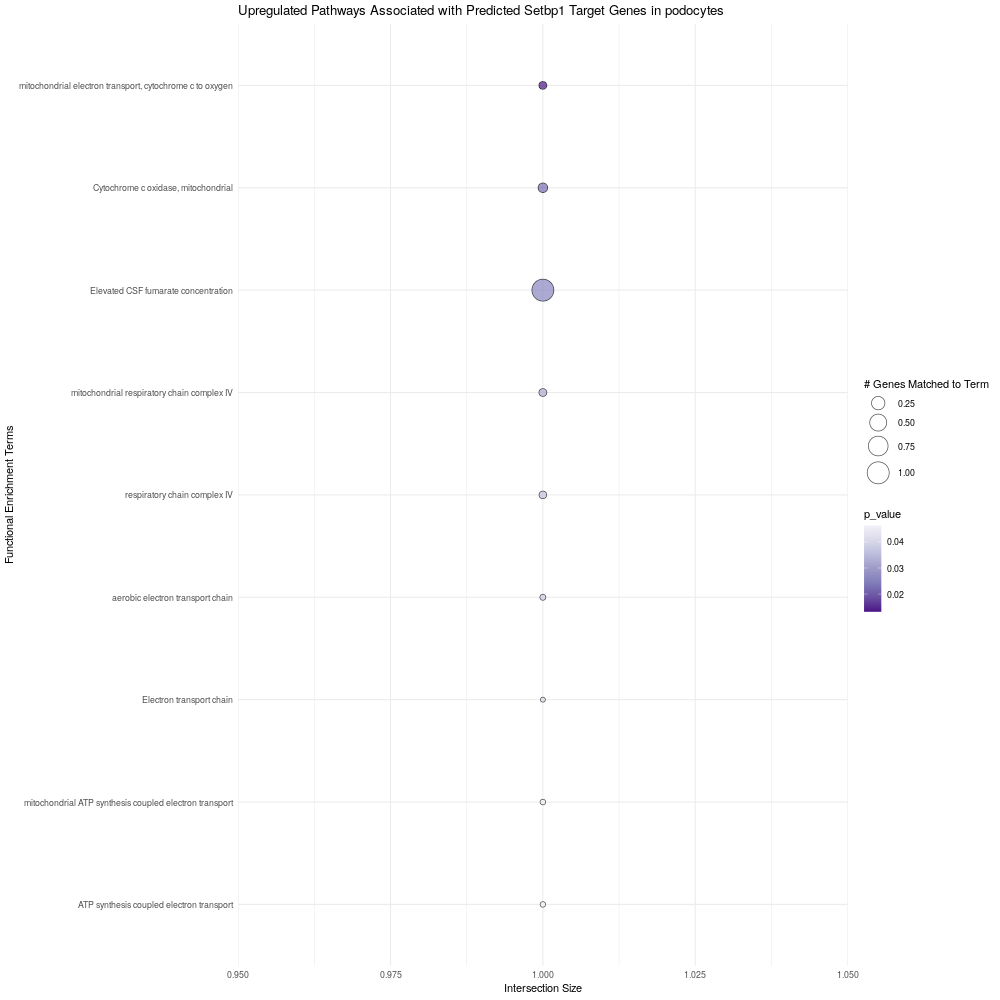 Upregulated Pathways Associated with Predicted Setbp1 Target Genes in podocytes
mitochondrial electron transport, cytochrome c to oxygen
Cytochrome c oxidase, mitochondrial
Elevated CSF fumarate concentration
mitochondrial respiratory chain complex IV
respiratory chain complex IV
aerobic electron transport chain
Electron transport chain
mitochondrial ATP synthesis coupled electron transport
ATP synthesis coupled electron transport
Functional Enrichment Terms
0.950
0.975
1.000
1.025
1.050
Intersection Size
# Genes Matched to Term
0.25
0.50
0.75
1.00
p_value
0.04
0.03
0.02